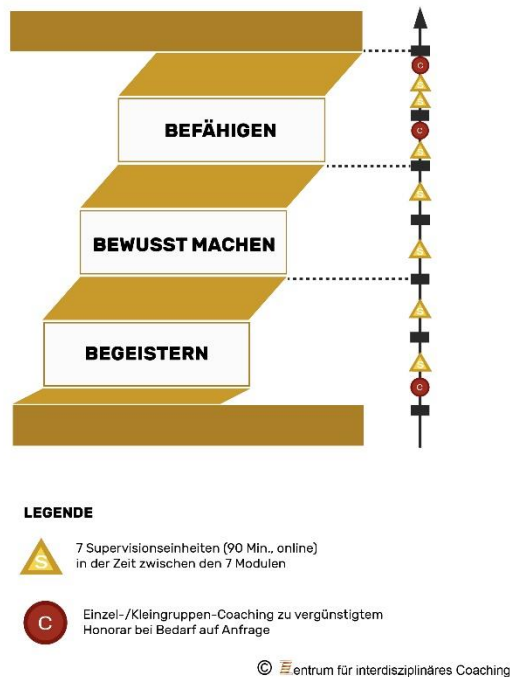 BEFÄHIGEN
BEWUSST MACHEN
BEGEISTERN
C
S
S
C
S
S
S
S
S
C
LEGENDE
S
7 Supervisionseinheiten (90 Min., online)
in der Zeit zwischen den 7 Modulen
C
Einzel-/Kleingruppen-Coaching zu vergünstigtem
Honorar bei Bedarf auf Anfrage
© Zentrum für interdisziplinäres Coaching